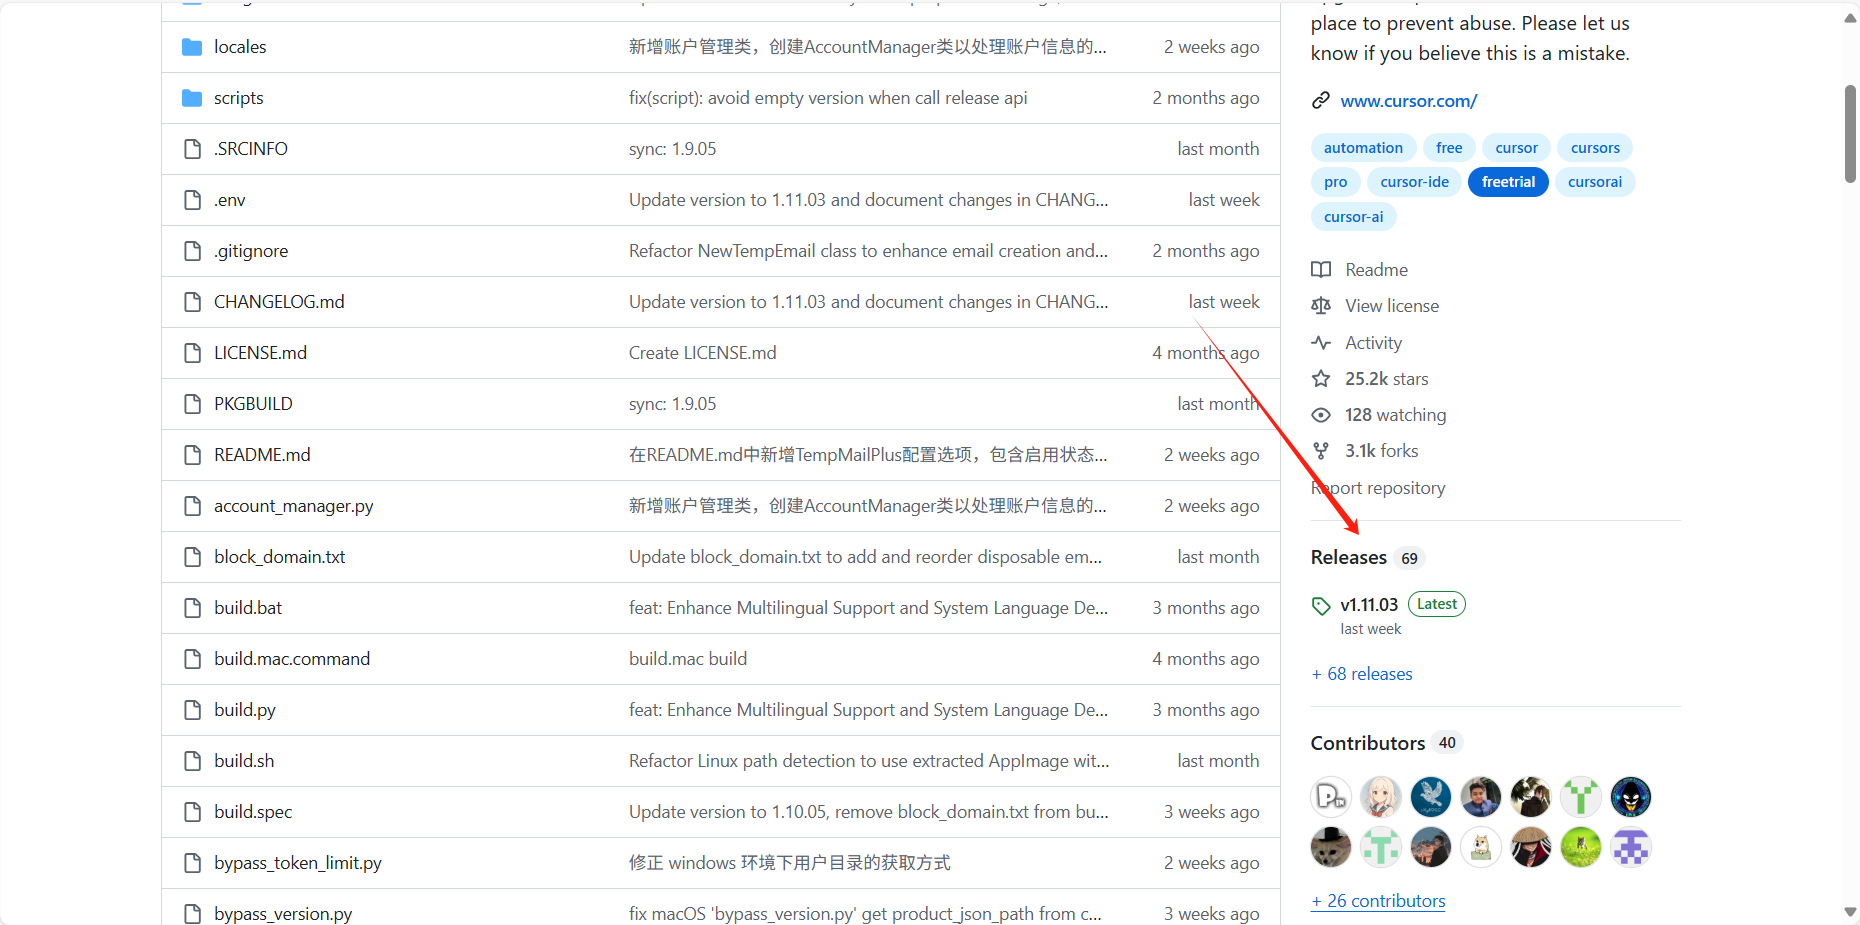 locales 新增账户管理类，创建AccountManager类以处理账户信息的... 2 weeks ago
scripts fix(script): avoid empty version when call release api 2 months ago
.SRCINFO sync: 1.9.05 last month
.env Update version to 1.11.03 and document changes in CHANG... last week
.gitignore Refactor NewTempEmail class to enhance email creation and... 2 months ago
CHANGELOG.md Update version to 1.11.03 and document changes in CHANG... last week
LICENSE.md Create LICENSE.md 4 months ago
PKGBUILD sync: 1.9.05 last month
README.md 在README.md中新增TempMailPlus配置选项，包含启用状态... 2 weeks ago
account_manager.py 新增账户管理类，创建AccountManager类以处理账户信息的... 2 weeks ago
block_domain.txt Update block_domain.txt to add and reorder disposable em... last month
build.bat feat: Enhance Multilingual Support and System Language De... 3 months ago
build.mac.command build.mac build 4 months ago
build.py feat: Enhance Multilingual Support and System Language De... 3 months ago
build.sh Refactor Linux path detection to use extracted AppImage wit... last month
build.spec Update version to 1.10.05, remove block_domain.txt from bu... 3 weeks ago
bypass_token_limit.py 修正 windows 环境下用户目录的获取方式 2 weeks ago
bypass_version.py fix macOS 'bypass_version.py' get product_json_path from c... 3 weeks ago
place to prevent abuse. Please let us
know if you believe this is a mistake.
www.cursor.com/
automation free cursor cursors
pro cursor-ide freetrial cursorai
cursor-ai
Readme
View license
Activity
25.2k stars
128 watching
3.1k forks
Report repository
Releases 69
v1.11.03 Latest
last week
+ 68 releases
Contributors 40
+ 26 contributors